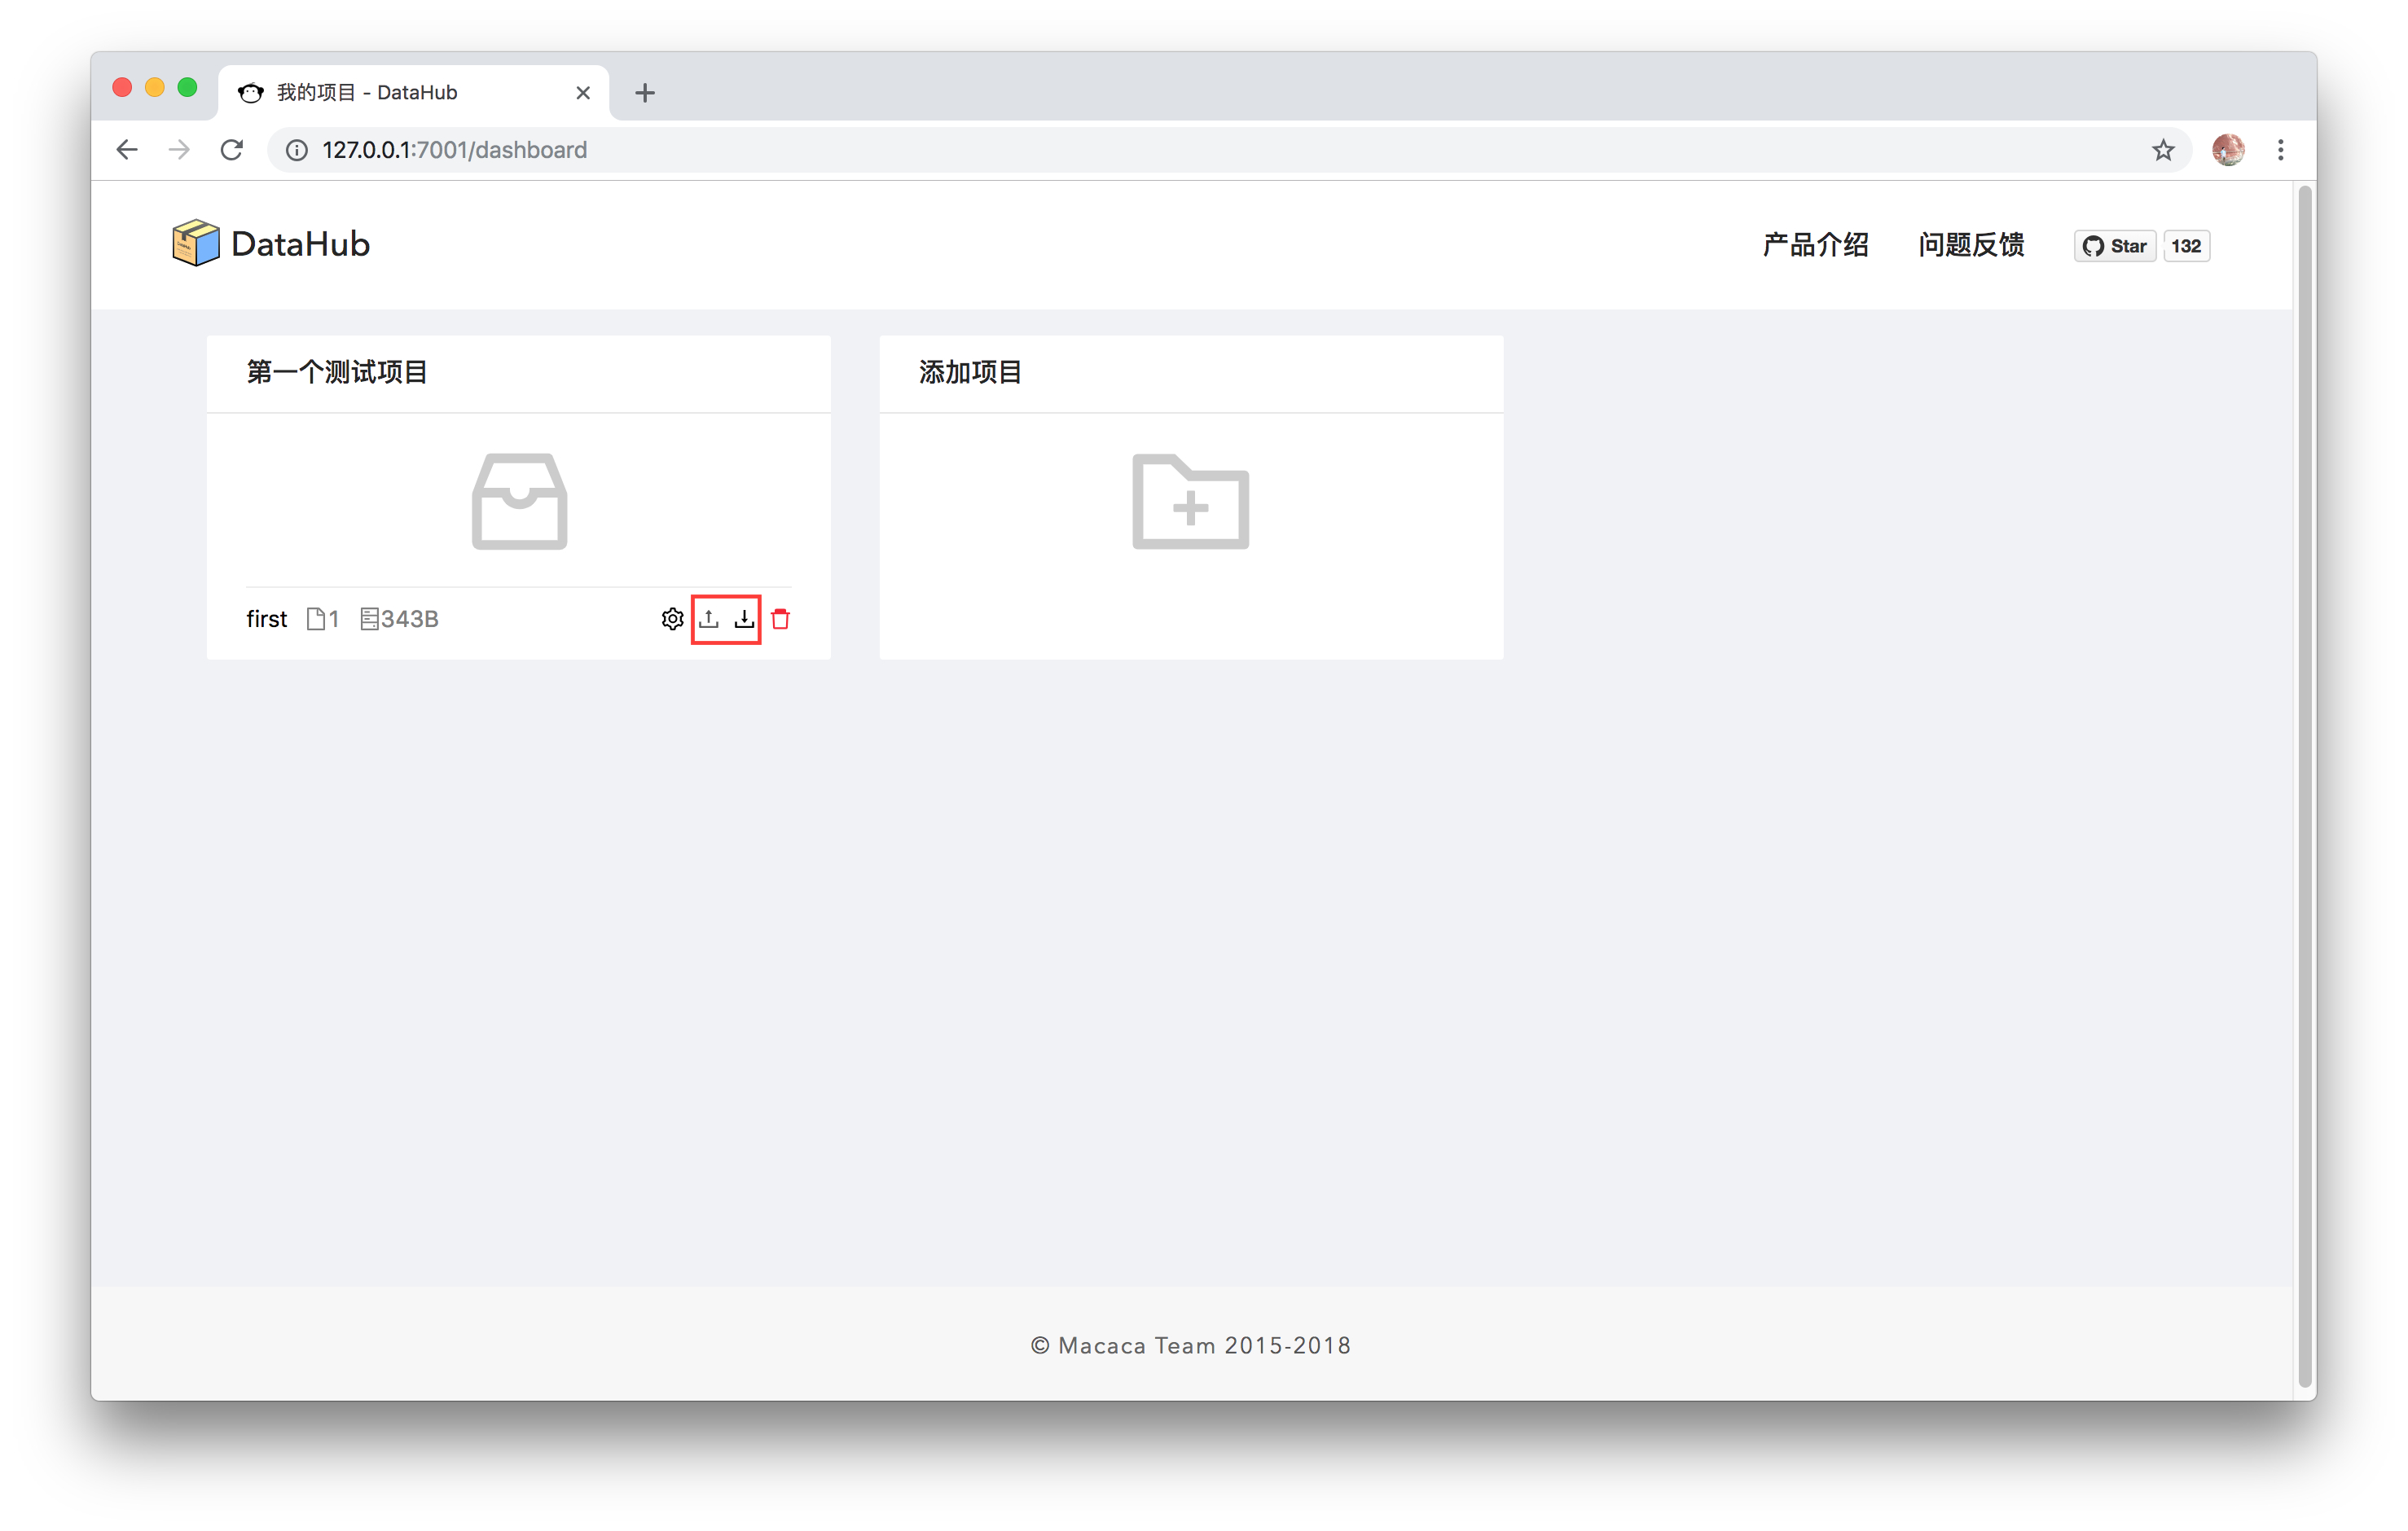 我的项目 - DataHub
127.0.0.1:7001/dashboard
DataHub
产品介绍 问题反馈 Star 132
第一个测试项目
添加项目
first 1 343B
© Macaca Team 2015-2018